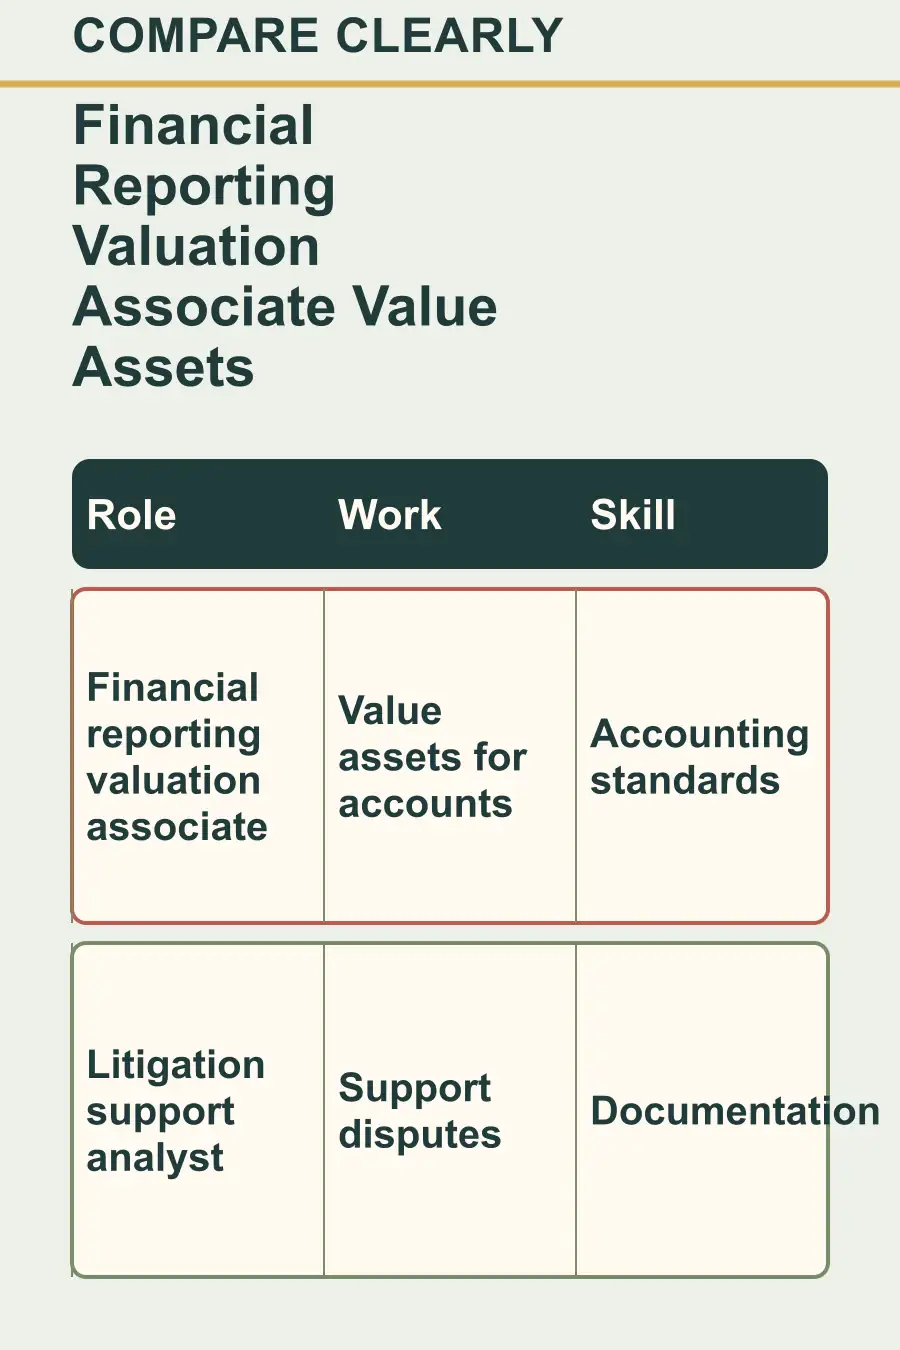 COMPARE CLEARLY
Financial
Reporting
Valuation
Associate Value
Assets
Role Work Skill
Financial
reporting
valuation
associate
Value
assets for
accounts
Accounting
standards
Litigation
support
analyst
Support
disputes
Documentation